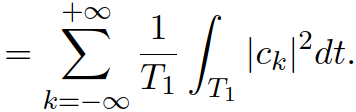 $= \sum_{k=-\infty}^{+\infty} \frac{1}{T_1} \int_{T_1} |c_k|^2 dt.$